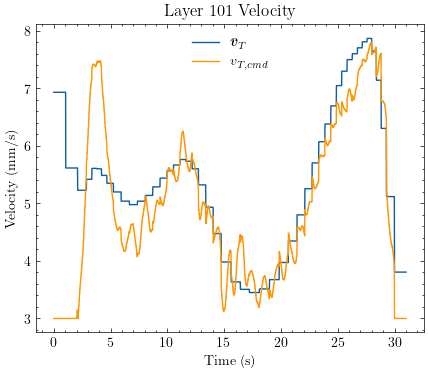 Layer 101 Velocity
v_T
v_{T,cmd}
Velocity (mm/s)
8
7
6
5
4
3
0 5 10 15 20 25 30
Time (s)